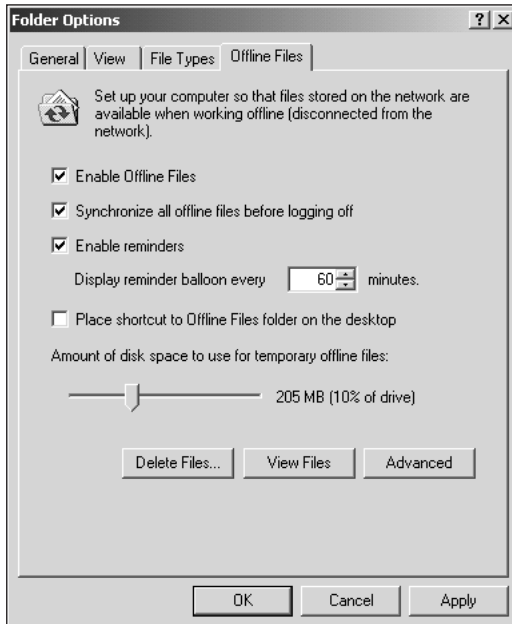 Folder Options
? X
General View File Types Offline Files
Set up your computer so that files stored on the network are
available when working offline (disconnected from the
network).
Enable Offline Files
Synchronize all offline files before logging off
Enable reminders
Display reminder balloon every 60 minutes.
Place shortcut to Offline Files folder on the desktop
Amount of disk space to use for temporary offline files:
205 MB (10% of drive)
Delete Files... View Files Advanced
OK Cancel Apply